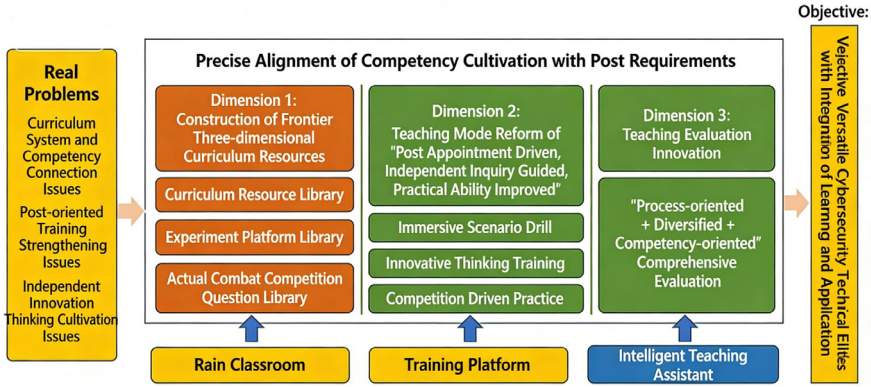 Objective:
Real
Problems
Curriculum
System and
Competency
Connection
Issues
Post-oriented
Training
Strengthening
Issues
Independent
Innovation
Thinking Cultivation
Issues
Precise Alignment of Competency Cultivation with Post Requirements
Dimension 1:
Construction of Frontier
Three-dimensional
Curriculum Resources
Curriculum Resource Library
Experiment Platform Library
Actual Combat Competition
Question Library
Dimension 2:
Teaching Mode Reform of
"Post Appointment Driven,
Independent Inquiry Guided,
Practical Ability Improved"
Immersive Scenario Drill
Innovative Thinking Training
Competition Driven Practice
Dimension 3:
Teaching Evaluation
Innovation
"Process-oriented
+ Diversified +
Competency-oriented"
Comprehensive
Evaluation
Rain Classroom
Training Platform
Intelligent Teaching
Assistant
Vejective Versatile Cybersecurity Technical Elites
with Integration of Learnng and Application